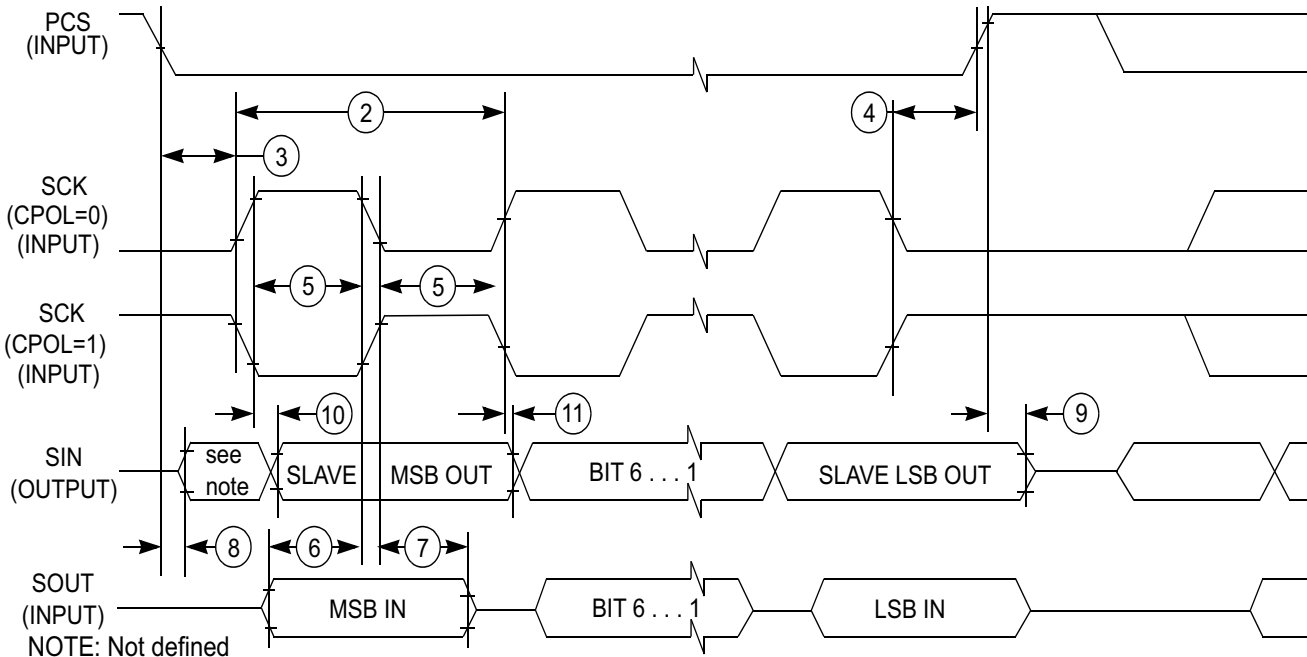 PCS
(INPUT)
2
4
3
SCK
(CPOL=0)
(INPUT)
5
5
SCK
(CPOL=1)
(INPUT)
10
11
9
SIN
(OUTPUT)
see
note
SLAVE
MSB OUT
BIT 6 . . . 1
SLAVE LSB OUT
8
6
7
SOUT
(INPUT)
MSB IN
BIT 6 . . . 1
LSB IN
NOTE: Not defined